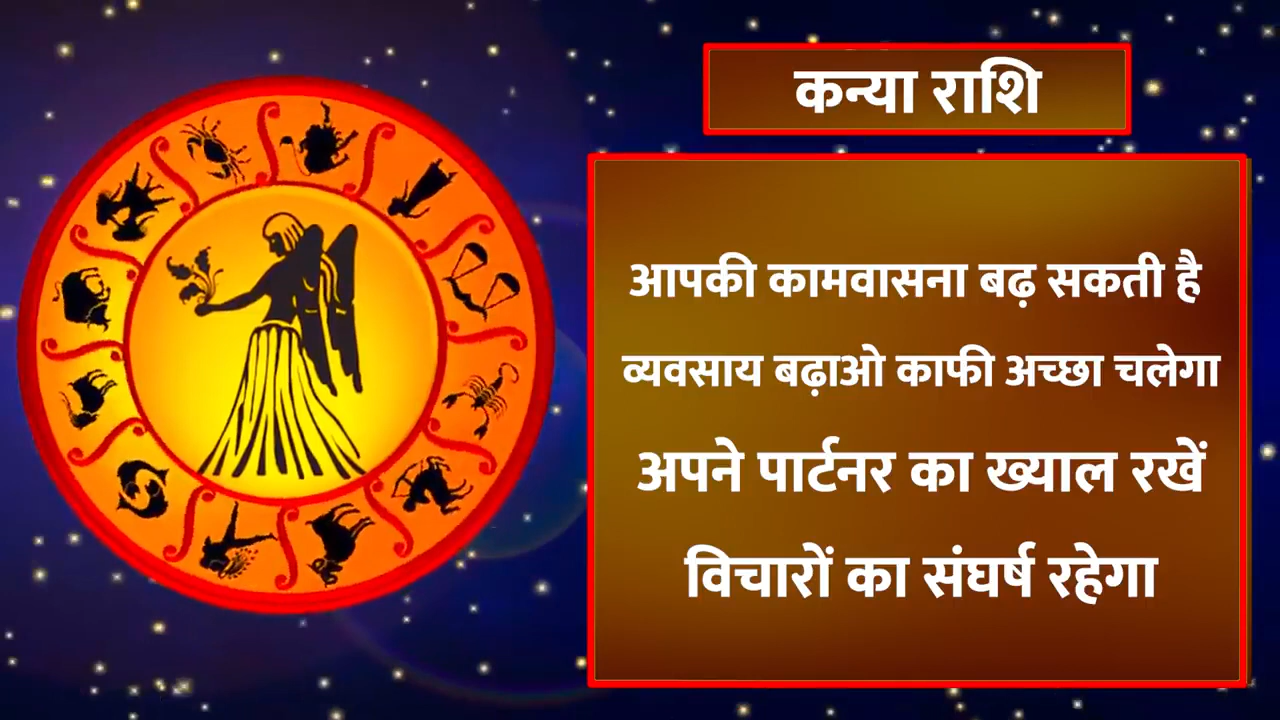 कन्या राशि
आपकी कामवासना बढ़ सकती है
व्यवसाय बढ़ाओ काफी अच्छा चलेगा
अपने पार्टनर का ख्याल रखें
विचारों का संघर्ष रहेगा